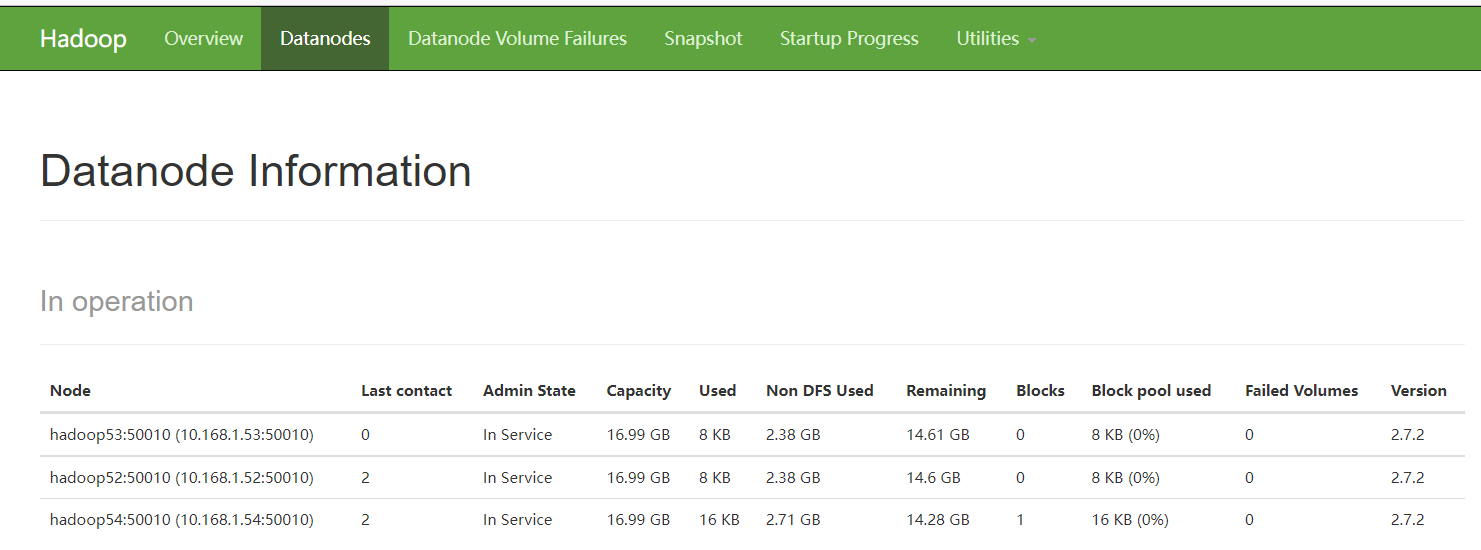 Hadoop Overview Datanodes Datanode Volume Failures Snapshot Startup Progress Utilities
Datanode Information
In operation
Node Last contact Admin State Capacity Used Non DFS Used Remaining Blocks Block pool used Failed Volumes Version
hadoop53:50010 (10.168.1.53:50010) 0 In Service 16.99 GB 8 KB 2.38 GB 14.61 GB 0 8 KB (0%) 0 2.7.2
hadoop52:50010 (10.168.1.52:50010) 2 In Service 16.99 GB 8 KB 2.38 GB 14.6 GB 0 8 KB (0%) 0 2.7.2
hadoop54:50010 (10.168.1.54:50010) 2 In Service 16.99 GB 16 KB 2.71 GB 14.28 GB 1 16 KB (0%) 0 2.7.2